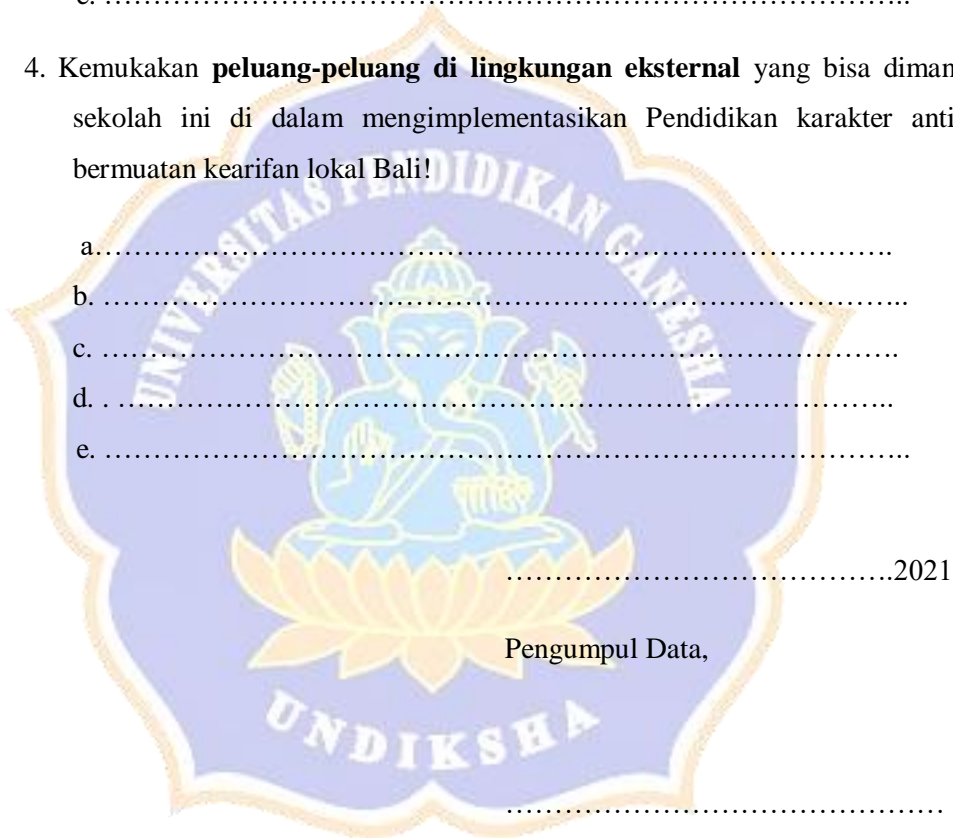 e. ………………………………………………………………………..
4. Kemukakan peluang-peluang di lingkungan eksternal yang bisa diman
sekolah ini di dalam mengimplementasikan Pendidikan karakter anti
bermuatan kearifan lokal Bali!
UNIVERSITAS PENDIDIKAN GANESHA
a……………………………………………………………………….
b. ………………………………………………………………………..
c. ……………………………………………………………………….
d. . ……………………………………………………………………..
e. ………………………………………………………………………..
………………………………….2021
Pengumpul Data,
UNDIKSHA
………………………………………